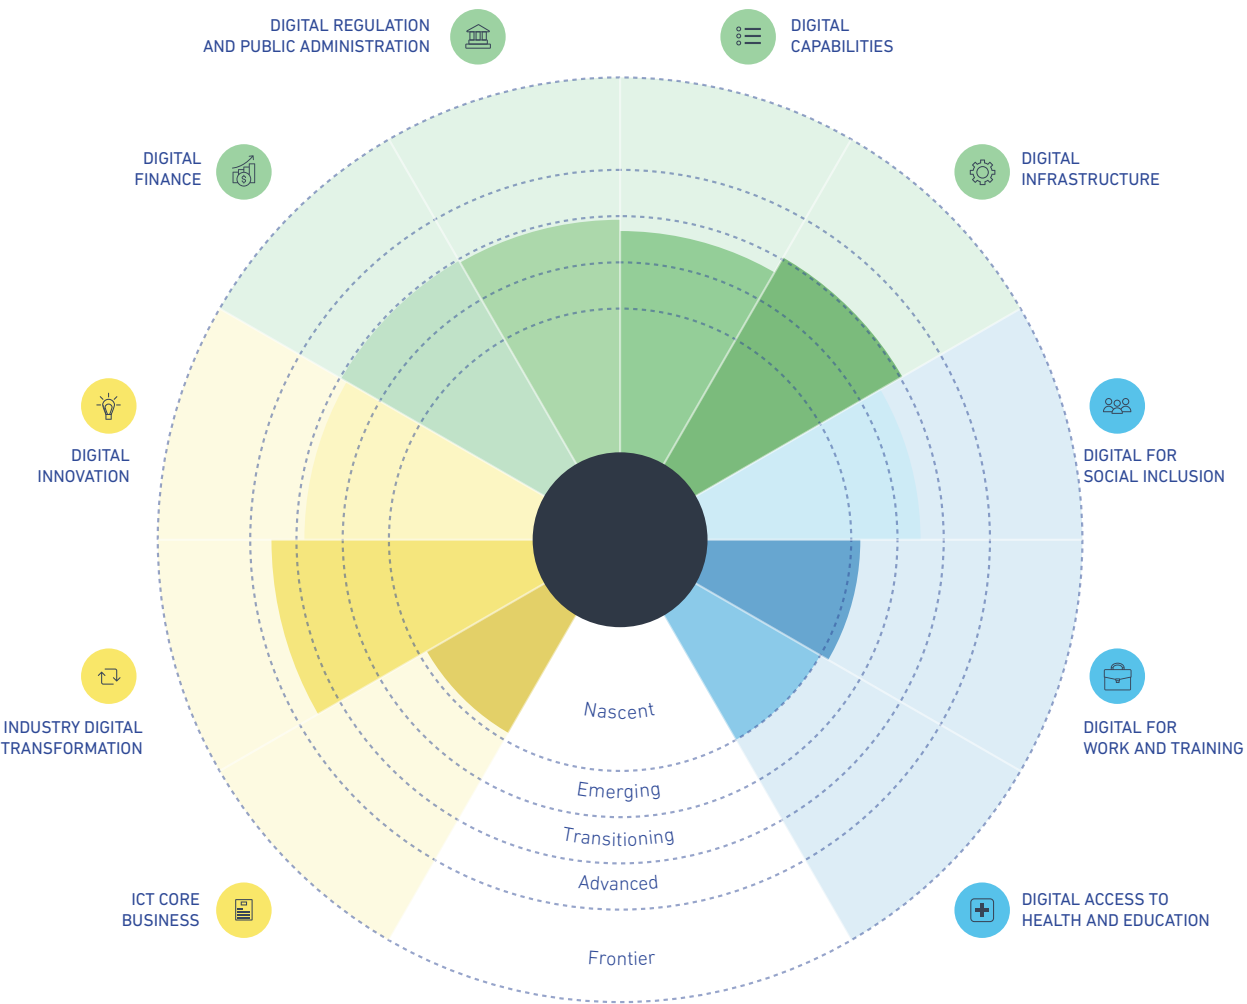 DIGITAL REGULATION
AND PUBLIC ADMINISTRATION
DIGITAL
CAPABILITIES
DIGITAL
FINANCE
DIGITAL
INFRASTRUCTURE
DIGITAL
INNOVATION
DIGITAL FOR
SOCIAL INCLUSION
INDUSTRY DIGITAL
TRANSFORMATION
DIGITAL FOR
WORK AND TRAINING
ICT CORE
BUSINESS
DIGITAL ACCESS TO
HEALTH AND EDUCATION
Nascent
Emerging
Transitioning
Advanced
Frontier